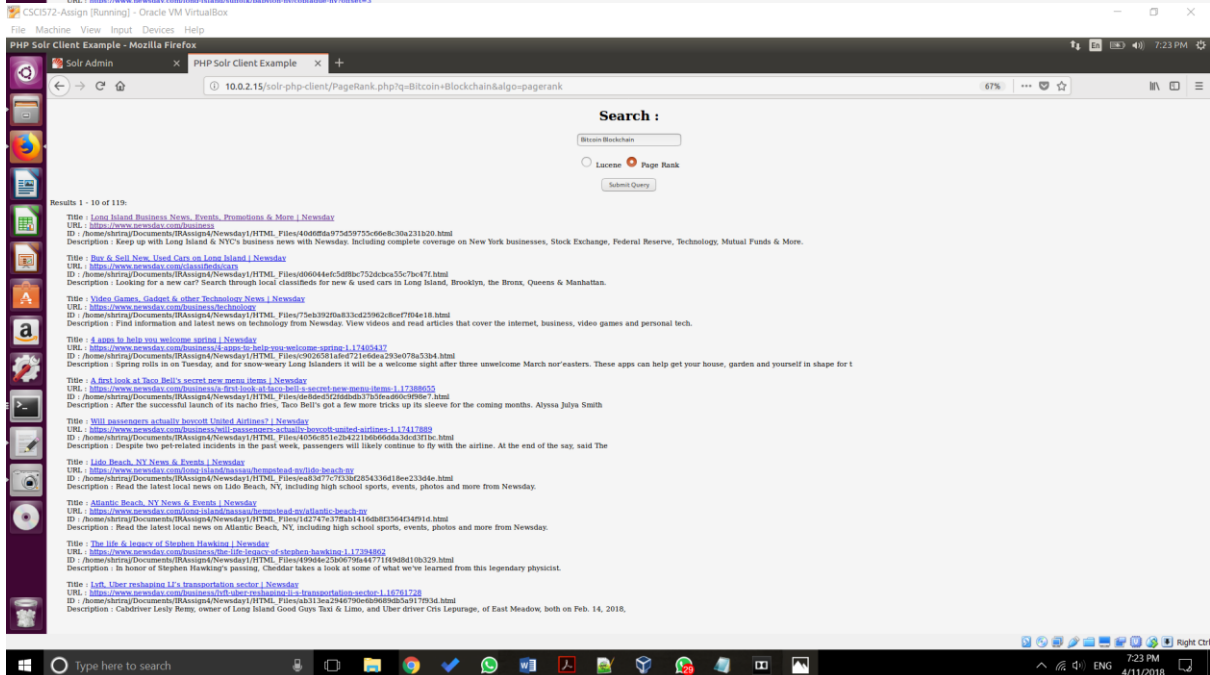 CSCI572-Assign [Running] - Oracle VM VirtualBox
File Machine View Input Devices Help
PHP Solr Client Example - Mozilla Firefox
En
7:23 PM
Solr Admin × PHP Solr Client Example × +
10.0.2.15/solr-php-client/PageRank.php?q=Bitcoin+Blockchain&algo=pagerank
67%
Search :
Bitcoin Blockchain
Lucene Page Rank
Submit Query
Results 1 - 10 of 119:
Title : Long Island Business News, Events, Promotions & More | Newsday
URL : https://www.newsday.com/business
ID : /home/shriraj/Documents/IRAssign4/Newsday1/HTML_Files/40d6ffda975d59755c66e8c30a231b20.html
Description : Keep up with Long Island & NYC's business news with Newsday. Including complete coverage on New York businesses, Stock Exchange, Federal Reserve, Technology, Mutual Funds & More.
Title : Buy & Sell New, Used Cars on Long Island | Newsday
URL : https://www.newsday.com/classifieds/cars
ID : /home/shriraj/Documents/IRAssign4/Newsday1/HTML_Files/d06044efc5df8bc752dcbca55c7bc47f.html
Description : Looking for a new car? Search through local classifieds for new & used cars in Long Island, Brooklyn, the Bronx, Queens & Manhattan.
Title : Video Games, Gadget & other Technology News | Newsday
URL : https://www.newsday.com/business/technology
ID : /home/shriraj/Documents/IRAssign4/Newsday1/HTML_Files/75eb392f0a833cd25962c8cef7f04e18.html
Description : Find information and latest news on technology from Newsday. View videos and read articles that cover the internet, business, video games and personal tech.
Title : 4 apps to help you welcome spring | Newsday
URL : https://www.newsday.com/business/4-apps-to-help-you-welcome-spring-1.17405437
ID : /home/shriraj/Documents/IRAssign4/Newsday1/HTML_Files/c9026581afed721e6dea293e078a53b4.html
Description : Spring rolls in on Tuesday, and for snow-weary Long Islanders it will be a welcome sight after three unwelcome March nor'easters. These apps can help get your house, garden and yourself in shape for t
Title : A first look at Taco Bell's secret new menu items | Newsday
URL : https://www.newsday.com/business/a-first-look-at-taco-bell-s-secret-new-menu-items-1.17388655
ID : /home/shriraj/Documents/IRAssign4/Newsday1/HTML_Files/de8ded5f2fddbdb37b5fead60c9f98e7.html
Description : After the successful launch of its nacho fries, Taco Bell's got a few more tricks up its sleeve for the coming months. Alyssa Julya Smith
Title : Will passengers actually boycott United Airlines? | Newsday
URL : https://www.newsday.com/business/will-passengers-actually-boycott-united-airlines-1.17417889
ID : /home/shriraj/Documents/IRAssign4/Newsday1/HTML_Files/4056c851e2b4221b6b66dda3dcd3f1bc.html
Description : Despite two pet-related incidents in the past week, passengers will likely continue to fly with the airline. At the end of the say, said The
Title : Lido Beach, NY News & Events | Newsday
URL : https://www.newsday.com/long-island/nassau/hempstead-ny/lido-beach-ny
ID : /home/shriraj/Documents/IRAssign4/Newsday1/HTML_Files/ea83d77c7f33bf2854336d18ee233d4e.html
Description : Read the latest local news on Lido Beach, NY, including high school sports, events, photos and more from Newsday.
Title : Atlantic Beach, NY News & Events | Newsday
URL : https://www.newsday.com/long-island/nassau/hempstead-ny/atlantic-beach-ny
ID : /home/shriraj/Documents/IRAssign4/Newsday1/HTML_Files/1d2747e37ffab1416db8f3564f34f91d.html
Description : Read the latest local news on Atlantic Beach, NY, including high school sports, events, photos and more from Newsday.
Title : The life & legacy of Stephen Hawking | Newsday
URL : https://www.newsday.com/business/the-life-legacy-of-stephen-hawking-1.17394862
ID : /home/shriraj/Documents/IRAssign4/Newsday1/HTML_Files/499d4e25b0679fa44771f49d8d10b329.html
Description : In honor of Stephen Hawking's passing, Cheddar takes a look at some of what we've learned from this legendary physicist.
Title : Lyft, Uber reshaping LI's transportation sector | Newsday
URL : https://www.newsday.com/business/lyft-uber-reshaping-li-s-transportation-sector-1.16761728
ID : /home/shriraj/Documents/IRAssign4/Newsday1/HTML_Files/ab313ea2946790e6b9689db5a917f93d.html
Description : Cabdriver Lesly Remy, owner of Long Island Good Guys Taxi & Limo, and Uber driver Cris Lepurage, of East Meadow, both on Feb. 14, 2018,
Right Ctrl
Type here to search
29
ENG
7:23 PM
4/11/2018